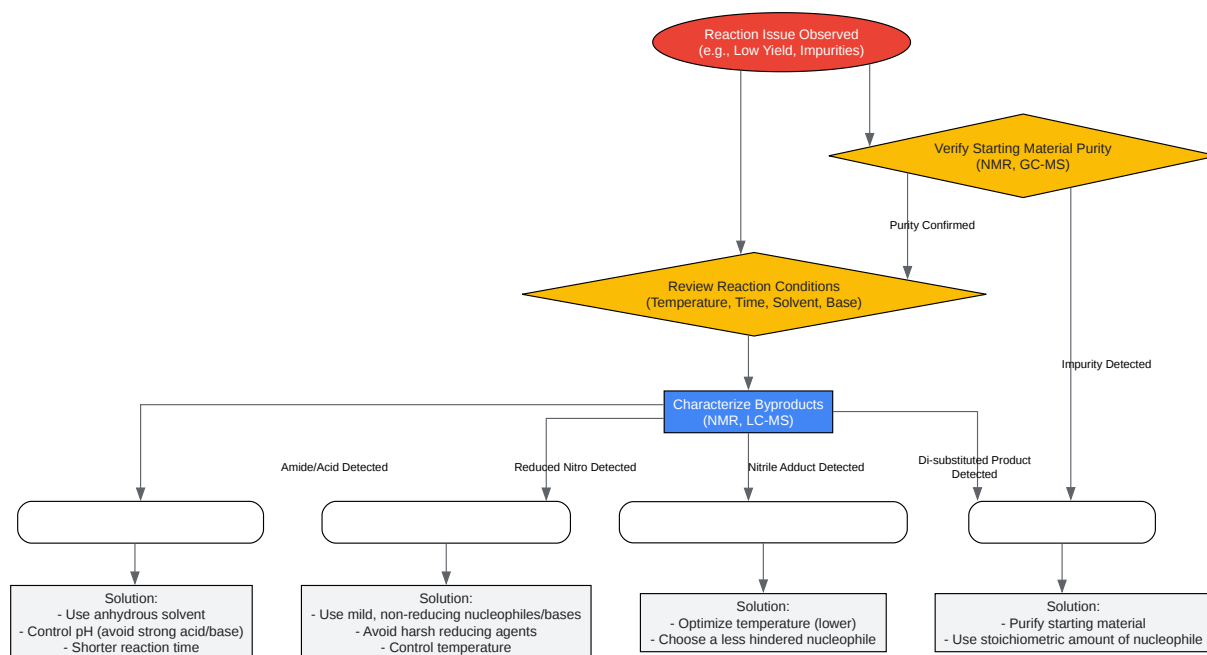 Reaction Issue Observed
(e.g., Low Yield, Impurities)
Verify Starting Material Purity
(NMR, GC-MS)
Purity Confirmed
Review Reaction Conditions
(Temperature, Time, Solvent, Base)
Impurity Detected
Characterize Byproducts
(NMR, LC-MS)
Amide/Acid Detected
Reduced Nitro Detected
Nitrile Adduct Detected
Di-substituted Product
Detected
Solution:
- Use anhydrous solvent
- Control pH (avoid strong acid/base)
- Shorter reaction time
Solution:
- Use mild, non-reducing nucleophiles/bases
- Avoid harsh reducing agents
- Control temperature
Solution:
- Optimize temperature (lower)
- Choose a less hindered nucleophile
Solution:
- Purify starting material
- Use stoichiometric amount of nucleophile